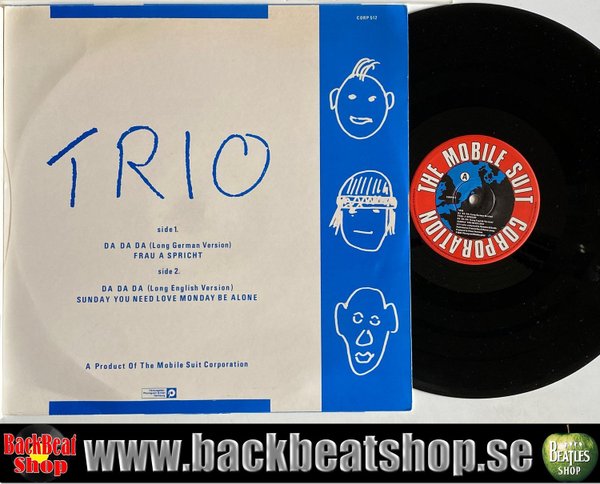 CORP 512
TRIO
side 1.
DA DA DA (Long German Version)
FRAU A SPRICHT
side 2.
DA DA DA (Long English Version)
SUNDAY YOU NEED LOVE MONDAY BE ALONE
A Product Of The Mobile Suit Corporation
THE MOBILE SUIT CORPORATION
A
BackBeat
Shop
www.backbeatshop.se
BEATLES
SHOP